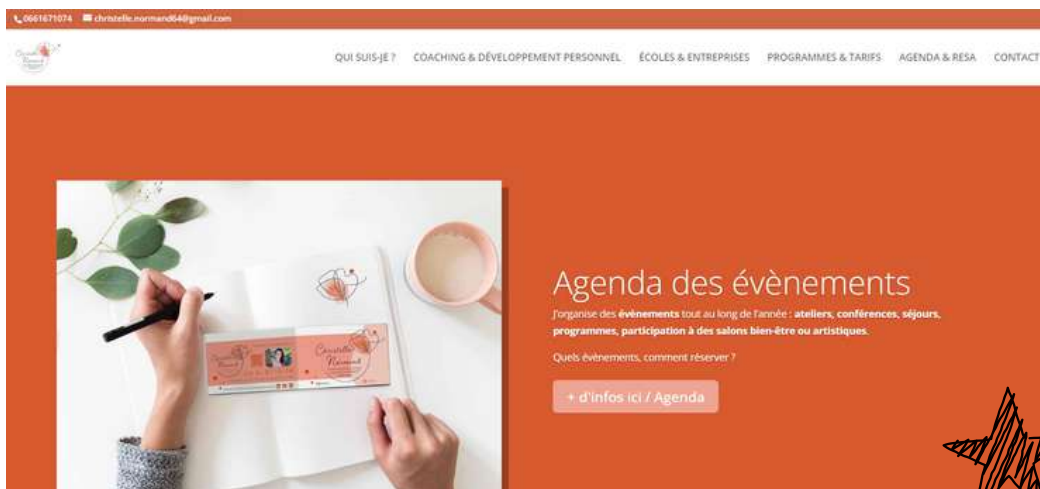 0661671074 christelle.normand64@gmail.com
QUI SUIS-JE ? COACHING & DÉVELOPPEMENT PERSONNEL ÉCOLES & ENTREPRISES PROGRAMMES & TARIFS AGENDA & RESA CONTACT
Christelle
Normand
Agenda des évènements
J'organise des évènements tout au long de l'année : ateliers, conférences, séjours,
programmes, participation à des salons bien-être ou artistiques.
Quels évènements, comment réserver ?
+ d'infos ici / Agenda